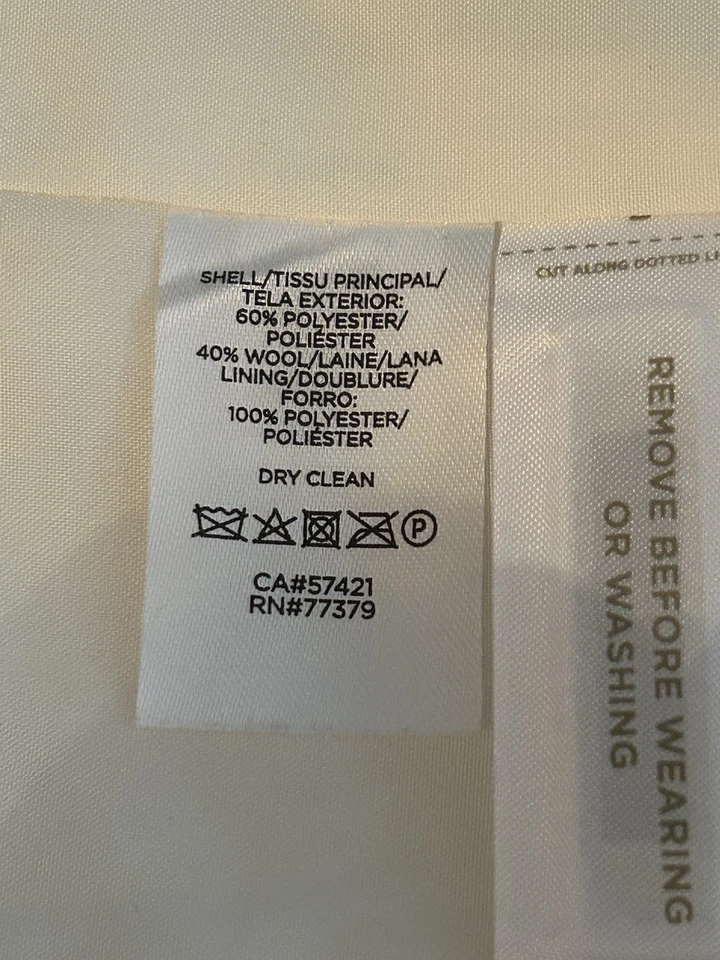 SHELL/TISSU PRINCIPAL/
TELA EXTERIOR:
60% POLYESTER/
POLIÉSTER
40% WOOL/LAINE/LANA
LINING/DOUBLURE/
FORRO:
100% POLYESTER/
POLIÉSTER
DRY CLEAN
P
CA#57421
RN#77379
CUT ALONG DOTTED
REMOVE BEFORE WEARING
OR WASHING